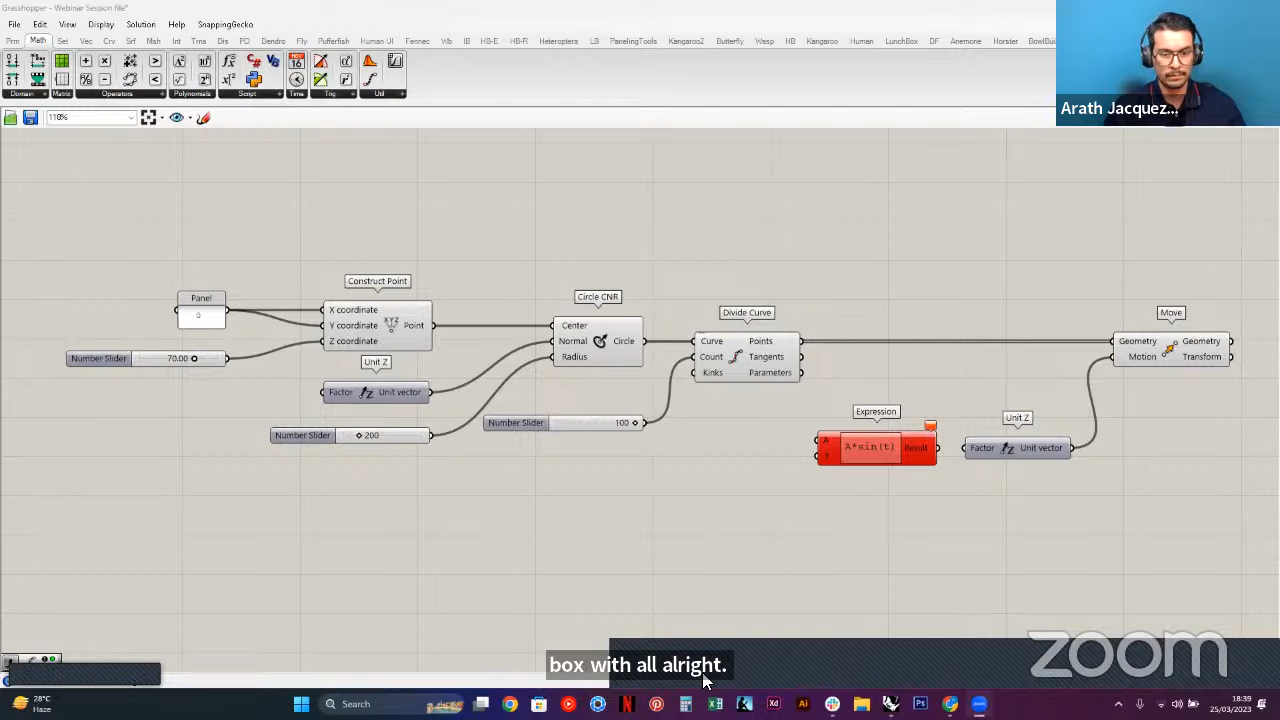 Grasshopper - Webinar Session file*
File Edit View Display Solution Help SnappingGecko
Prm Math Set Vec Crv Srf Msh Int Trns Dis PD Dendro Fly Pufferfish Human UI Fennec Wb HB-E HB-R Heteroptera LB PanelingTools Kangaroo2 Butterfly Wasp HB Kangaroo Human LunchBox DF Anemone Horster
Domain Matrix Operators Polynomials Script Time Trig Util
118%
Arath Jacquez...
Construct Point
Panel
0
X coordinate
Y coordinate
Z coordinate
XYZ
Point
Number Slider 70.00
Unit Z
Factor Unit vector
Number Slider 200
Circle CNR
Center
Normal
Radius
Circle
Number Slider 100
Divide Curve
Curve
Count
Kinks
Points
Tangents
Parameters
Expression
A
A*sin(t)
Result
Unit Z
Factor Unit vector
Move
Geometry
Motion
Geometry
Transform
box with all alright.
zoom
28°C
Haze
Search
18:39
25/03/2023